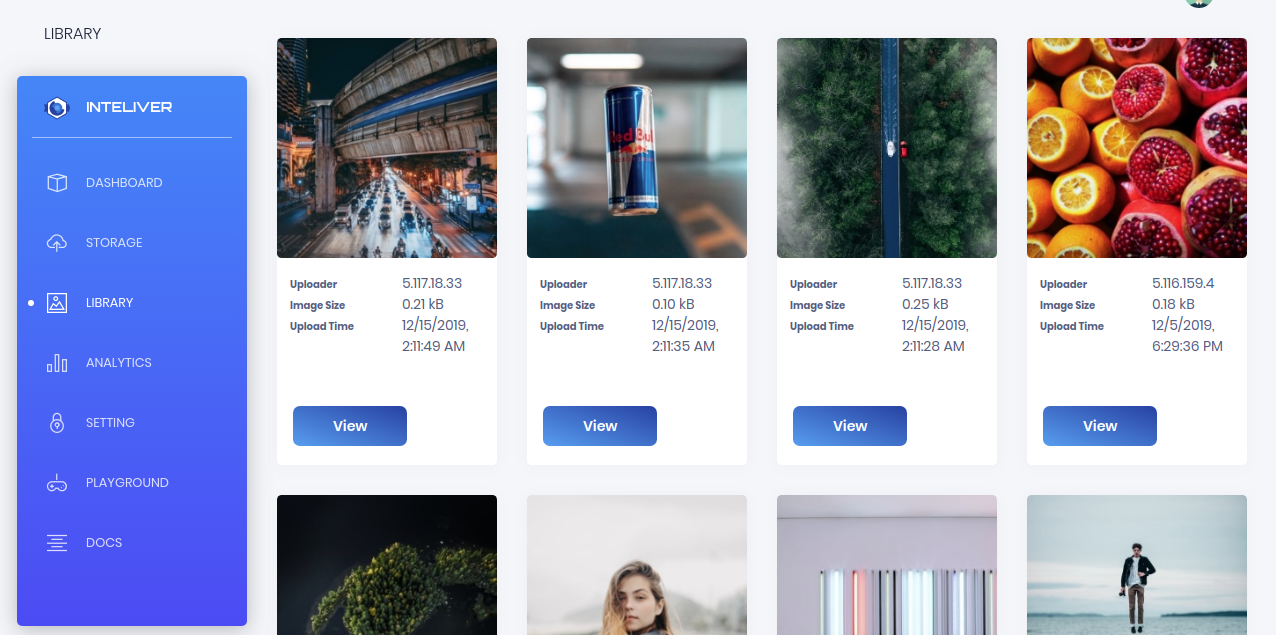 LIBRARY
INTELIVER
DASHBOARD
STORAGE
LIBRARY
ANALYTICS
SETTING
PLAYGROUND
DOCS
Red Bull
Uploader 5.117.18.33
Image Size 0.21 kB
Upload Time 12/15/2019,
2:11:49 AM
View
Uploader 5.117.18.33
Image Size 0.10 kB
Upload Time 12/15/2019,
2:11:35 AM
View
Uploader 5.117.18.33
Image Size 0.25 kB
Upload Time 12/15/2019,
2:11:28 AM
View
Uploader 5.116.159.4
Image Size 0.18 kB
Upload Time 12/5/2019,
6:29:36 PM
View